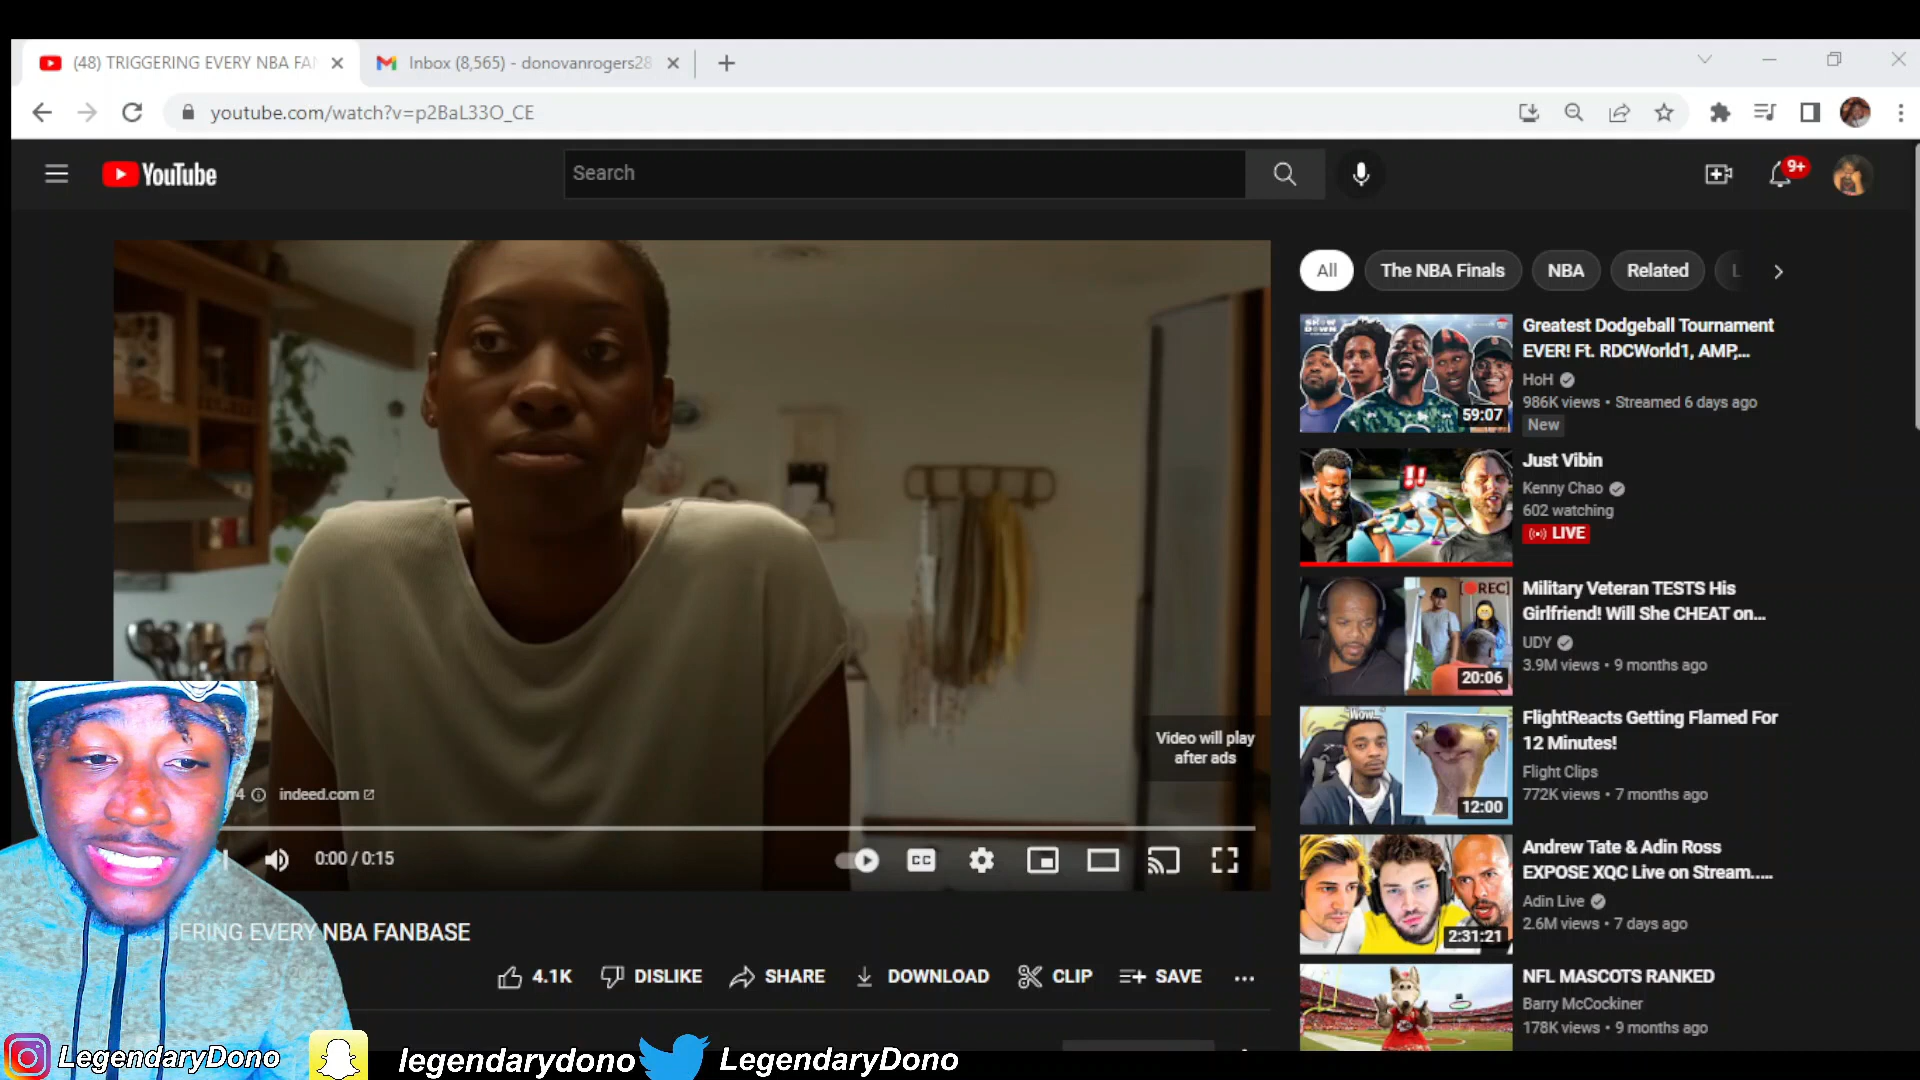 (48) TRIGGERING EVERY NBA FA
Inbox (8,565) - donovanrogers28
youtube.com/watch?v=p2BaL33O_CE
YouTube
Search
9+
All
The NBA Finals
NBA
Related
Greatest Dodgeball Tournament
EVER! Ft. RDCWorld1, AMP,...
HoH
986K views • Streamed 6 days ago
New
59:07
Just Vibin
Kenny Chao
602 watching
LIVE
Military Veteran TESTS His
Girlfriend! Will She CHEAT on...
UDY
3.9M views • 9 months ago
REC
20:06
FlightReacts Getting Flamed For
12 Minutes!
Flight Clips
772K views • 7 months ago
"Wow..."
12:00
Andrew Tate & Adin Ross
EXPOSE XQC Live on Stream.....
Adin Live
2.6M views • 7 days ago
2:31:21
NFL MASCOTS RANKED
Barry McCockiner
178K views • 9 months ago
Video will play
after ads
4
indeed.com
0:00 / 0:15
CC
GERING EVERY NBA FANBASE
4.1K
DISLIKE
SHARE
DOWNLOAD
CLIP
SAVE
LegendaryDono
legendarydono
LegendaryDono